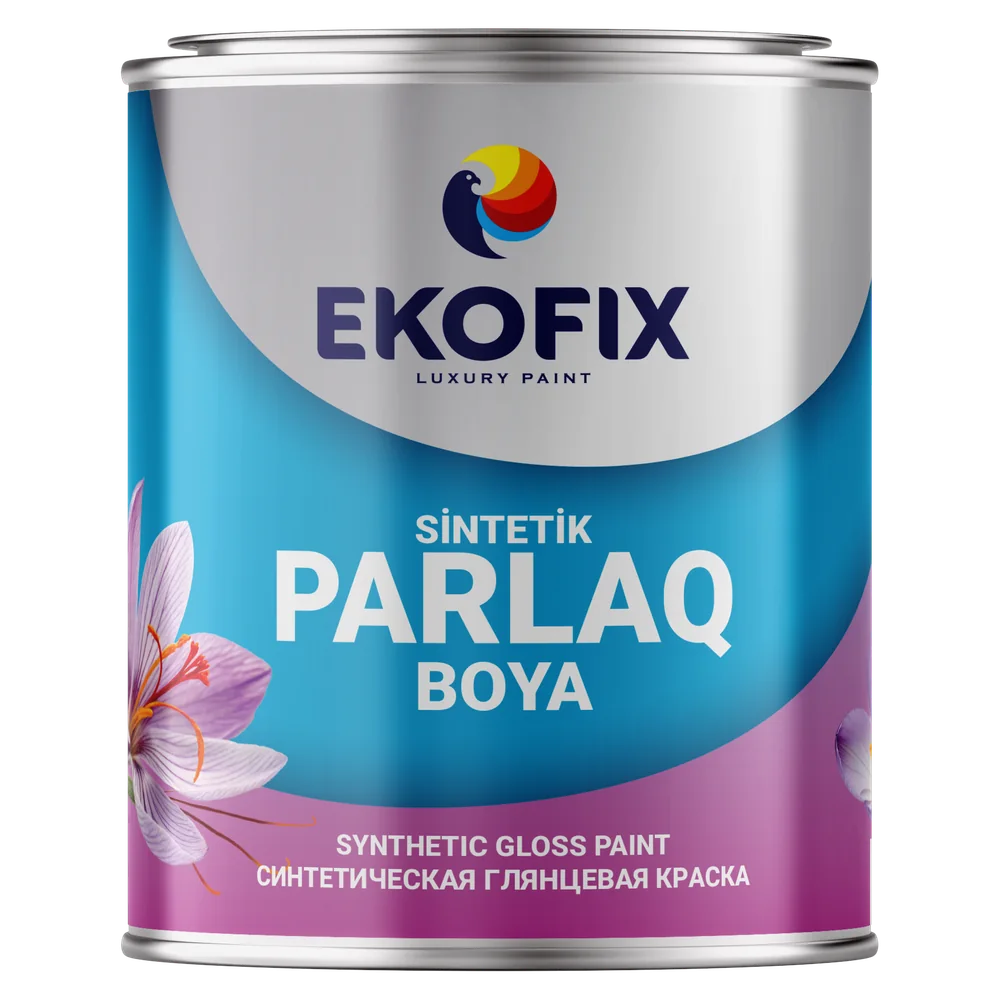 EKOFIX
LUXURY PAINT
SİNTETİK
PARLAQ
BOYA
SYNTHETIC GLOSS PAINT
СИНТЕТИЧЕСКАЯ ГЛЯНЦЕВАЯ КРАСКА